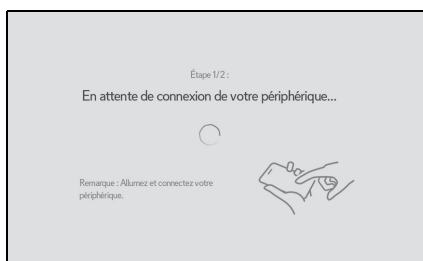 Étape 1/2 :
En attente de connexion de votre périphérique...
Remarque : Allumez et connectez votre
périphérique.